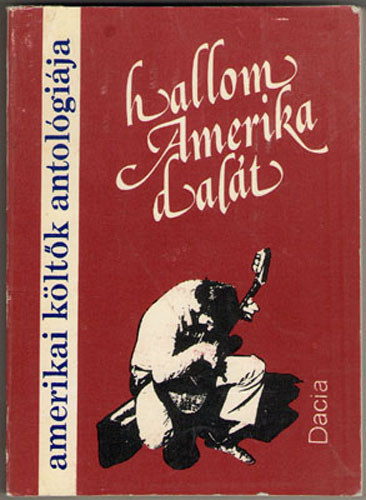 amerikai költők antológiája
hallom
Amerika
dalát
Dacia